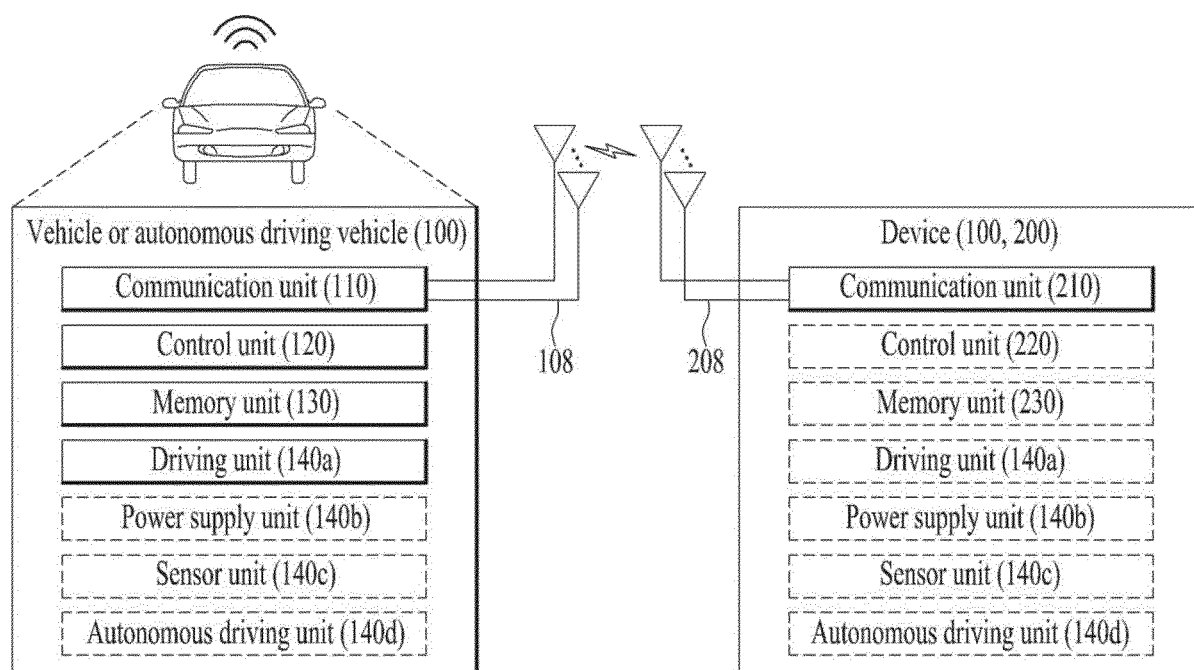 Vehicle or autonomous driving vehicle (100)
Communication unit (110)
Control unit (120)
Memory unit (130)
Driving unit (140a)
Power supply unit (140b)
Sensor unit (140c)
Autonomous driving unit (140d)
108
208
Device (100, 200)
Communication unit (210)
Control unit (220)
Memory unit (230)
Driving unit (140a)
Power supply unit (140b)
Sensor unit (140c)
Autonomous driving unit (140d)